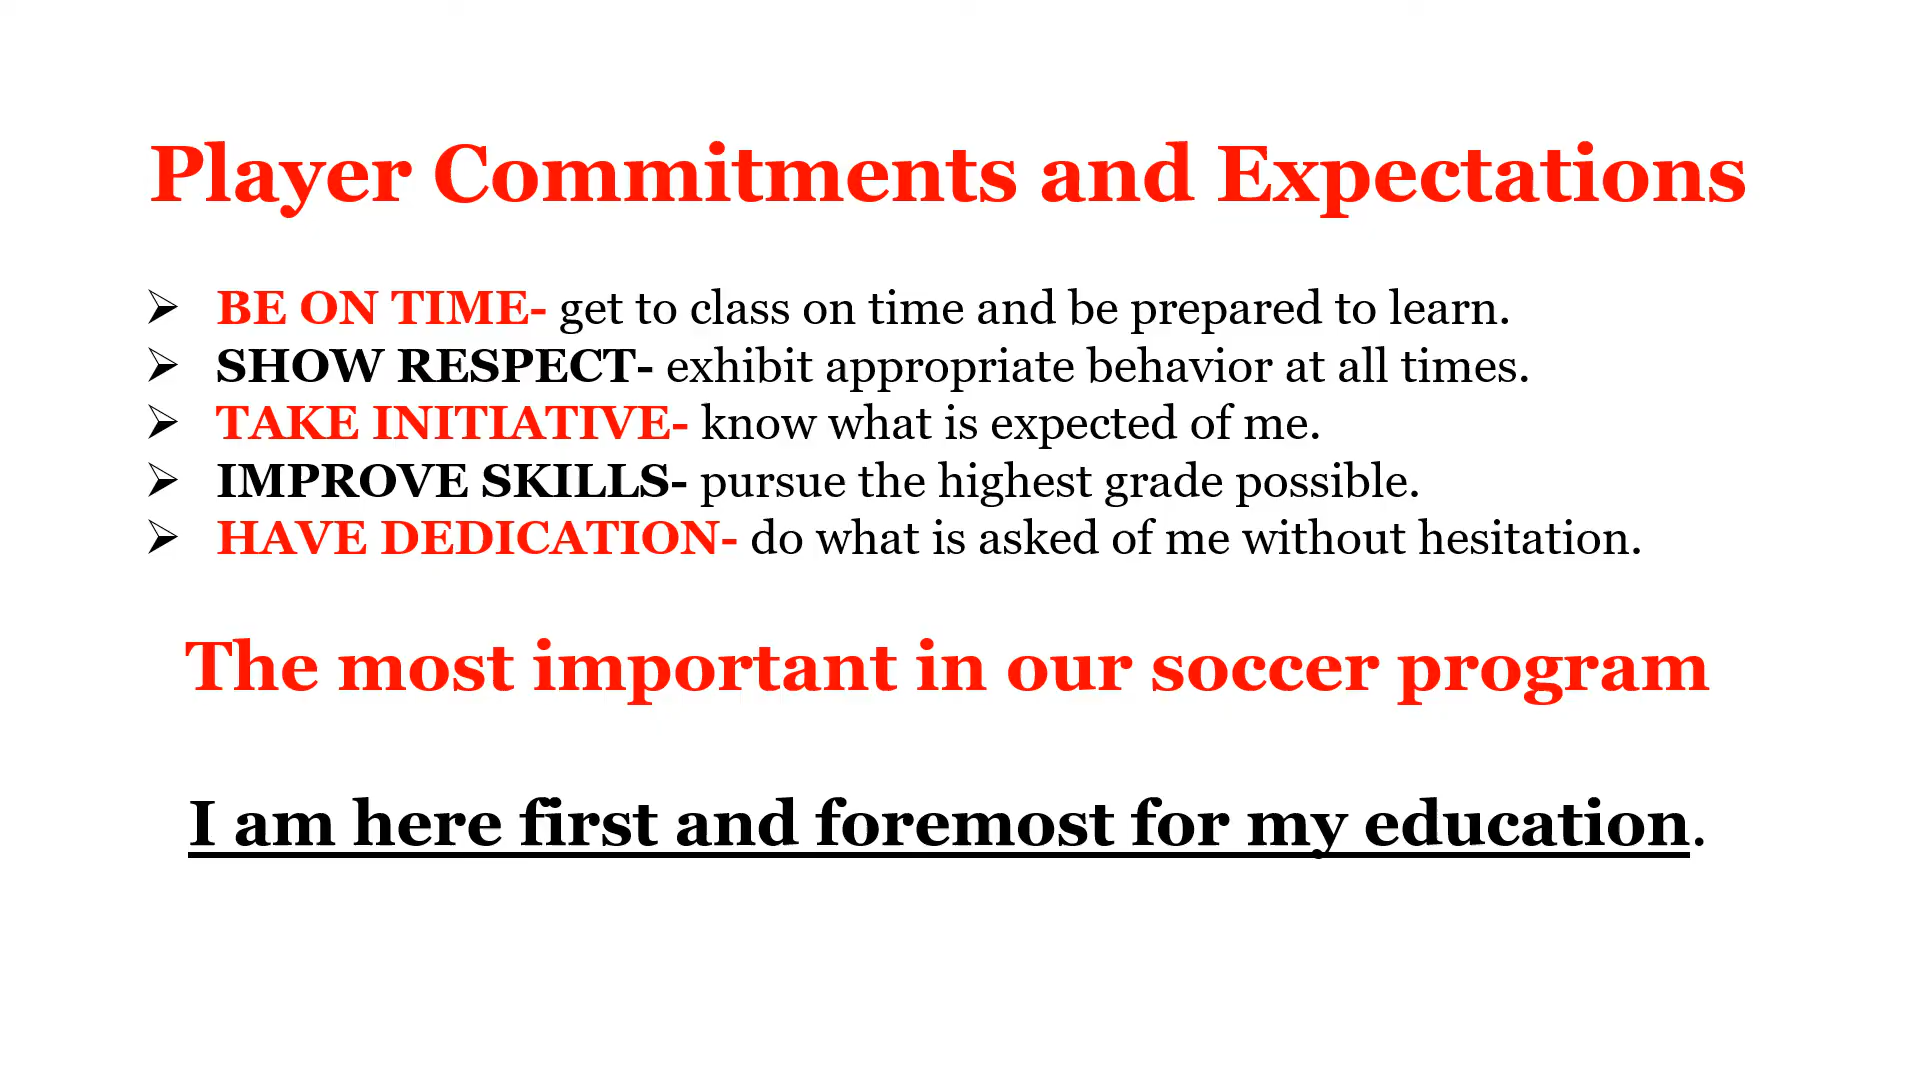 Player Commitments and Expectations
➢ BE ON TIME- get to class on time and be prepared to learn.
➢ SHOW RESPECT- exhibit appropriate behavior at all times.
➢ TAKE INITIATIVE- know what is expected of me.
➢ IMPROVE SKILLS- pursue the highest grade possible.
➢ HAVE DEDICATION- do what is asked of me without hesitation.
The most important in our soccer program
I am here first and foremost for my education.